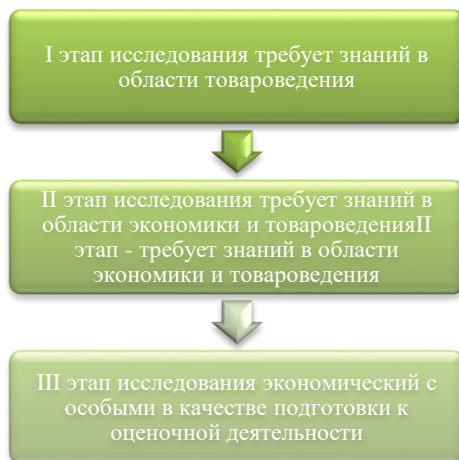 I этап исследования требует знаний в
области товароведения
II этап исследования требует знаний в
области экономики и товароведенияII
этап - требует знаний в области
экономики и товароведения
III этап исследования экономический с
особыми в качестве подготовки к
оценочной деятельности